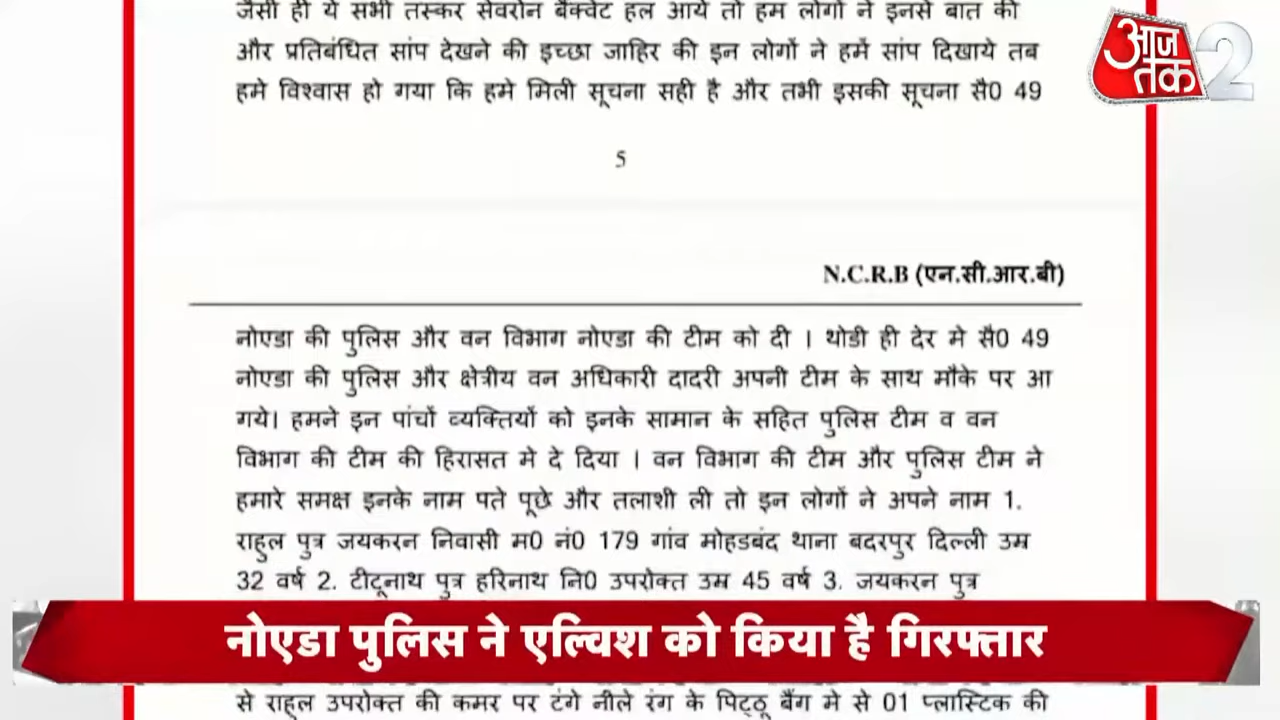 जैसी ही ये सभी तस्कर सेवरोन बैंक्वेट हल आये तो हम लोगों ने इनसे बात की
और प्रतिबंधित सांप देखने की इच्छा जाहिर की इन लोगों ने हमें सांप दिखाये तब
हमे विश्वास हो गया कि हमे मिली सूचना सही है और तभी इसकी सूचना सै0 49
आज तक 2
5
N.C.R.B (एन.सी.आर.बी)
नोएडा की पुलिस और वन विभाग नोएडा की टीम को दी । थोडी ही देर मे सै0 49
नोएडा की पुलिस और क्षेत्रीय वन अधिकारी दादरी अपनी टीम के साथ मौके पर आ
गये। हमने इन पांचों व्यक्तियों को इनके सामान के सहित पुलिस टीम व वन
विभाग की टीम की हिरासत मे दे दिया । वन विभाग की टीम और पुलिस टीम ने
हमारे समक्ष इनके नाम पते पूछे और तलाशी ली तो इन लोगों ने अपने नाम 1.
राहुल पुत्र जयकरन निवासी म0 नं0 179 गांव मोहडबंद थाना बदरपुर दिल्ली उम्र
32 वर्ष 2. टीटूनाथ पुत्र हरिनाथ नि0 उपरोक्त उम्र 45 वर्ष 3. जयकरन पुत्र
नोएडा पुलिस ने एल्विश को किया है गिरफ्तार
से राहुल उपरोक्त की कमर पर टंगे नीले रंग के पिट्ठू बैंग मे से 01 प्लास्टिक की